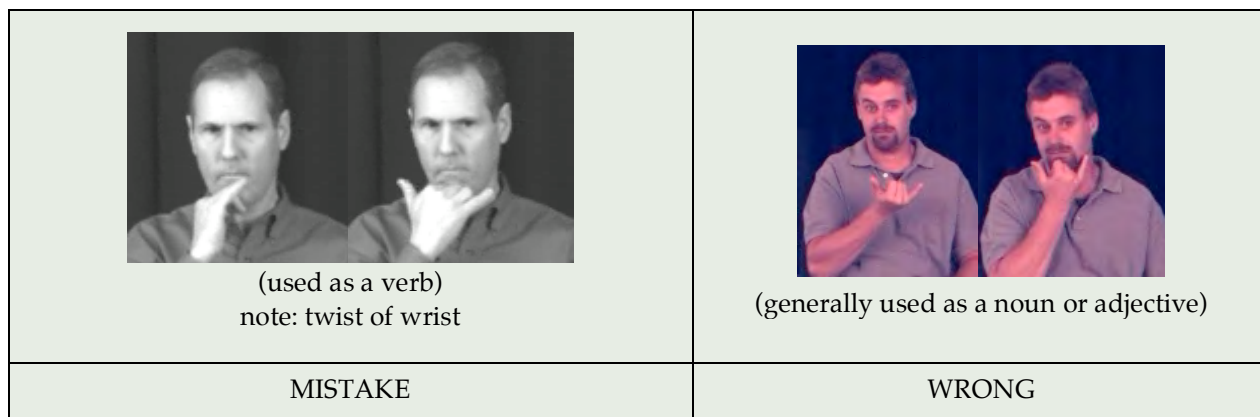 (used as a verb)
note: twist of wrist
(generally used as a noun or adjective)
MISTAKE
WRONG